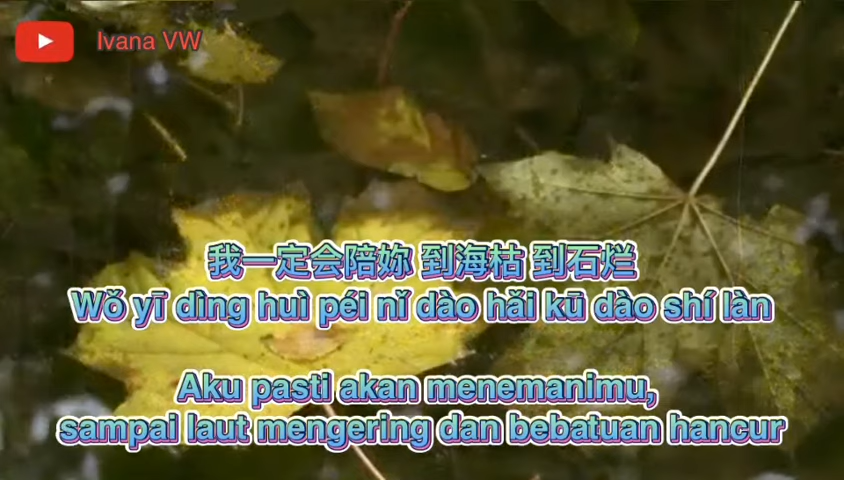 Ivana VW
我一定会陪妳 到海枯 到石烂
Wǒ yī dìng huì péi nǐ dào hǎi kū dào shí làn
Aku pasti akan menemanimu,
sampai laut mengering dan bebatuan hancur